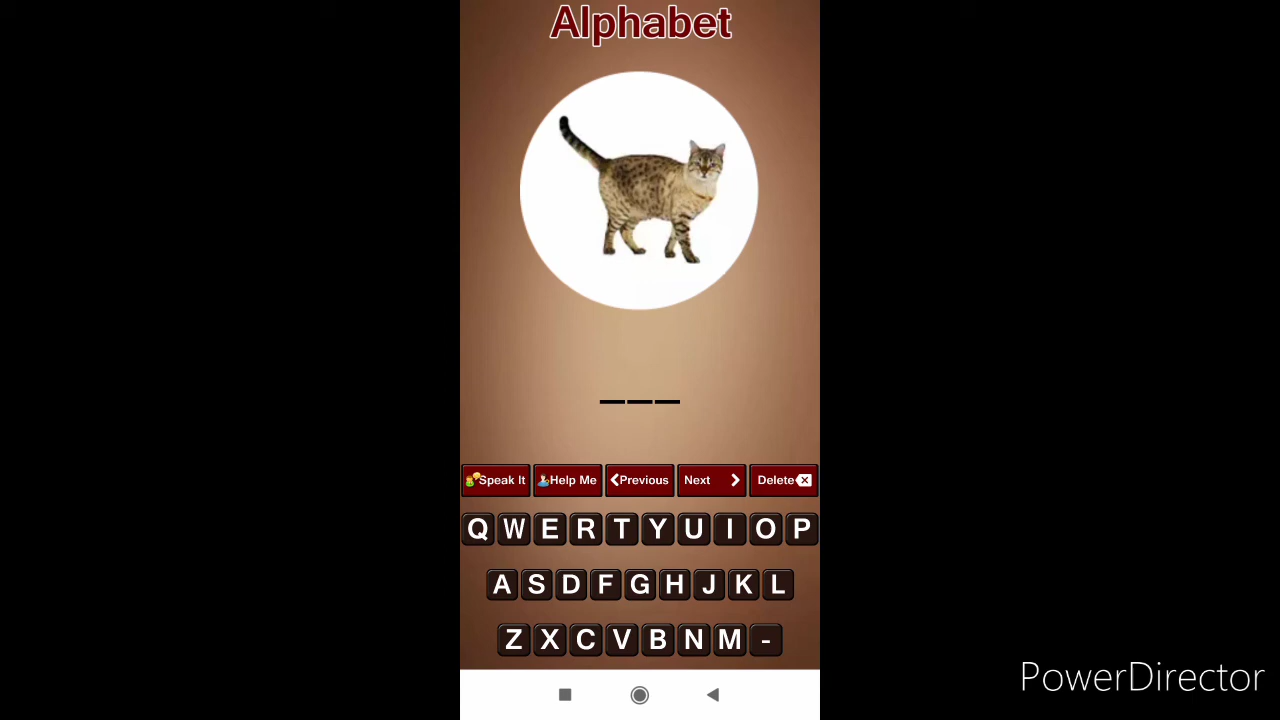 Alphabet
Speak It Help Me Previous Next Delete
Q W E R T Y U I O P
A S D F G H J K L
Z X C V B N M -
PowerDirector